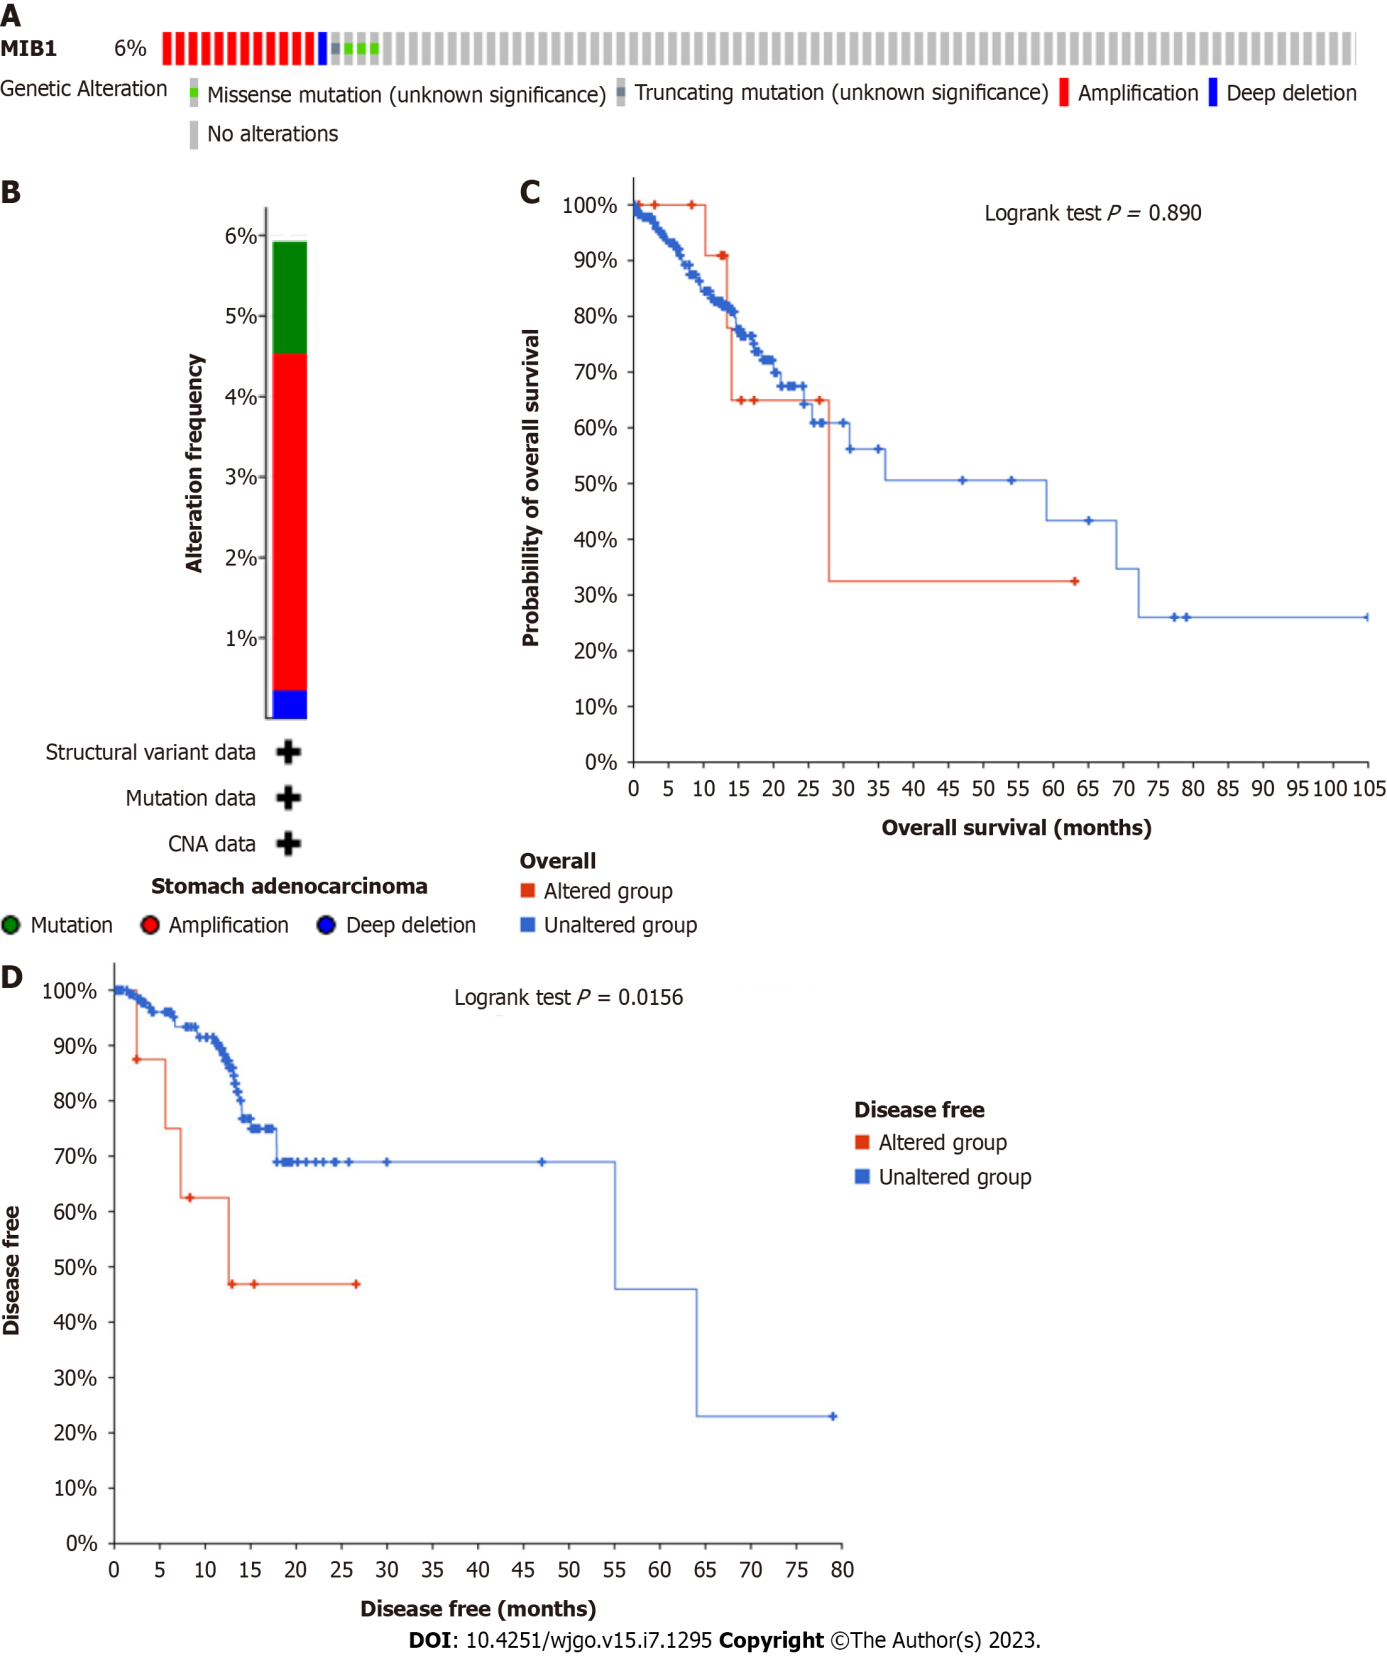 A
MIB1 6%
Genetic Alteration Missense mutation (unknown significance) Truncating mutation (unknown significance) Amplification Deep deletion
No alterations
B
6%
5%
4%
3%
2%
1%
Alteration frequency
Structural variant data
Mutation data
CNA data
Stomach adenocarcinoma
Mutation Amplification Deep deletion
C
Logrank test P = 0.890
100%
90%
80%
70%
60%
50%
40%
30%
20%
10%
0%
Probabillity of overall survival
0 5 10 15 20 25 30 35 40 45 50 55 60 65 70 75 80 85 90 95 100 105
Overall survival (months)
Overall
Altered group
Unaltered group
D
Logrank test P = 0.0156
100%
90%
80%
70%
60%
50%
40%
30%
20%
10%
0%
Disease free
0 5 10 15 20 25 30 35 40 45 50 55 60 65 70 75 80
Disease free (months)
Disease free
Altered group
Unaltered group
DOI: 10.4251/wjgo.v15.i7.1295 Copyright ©The Author(s) 2023.